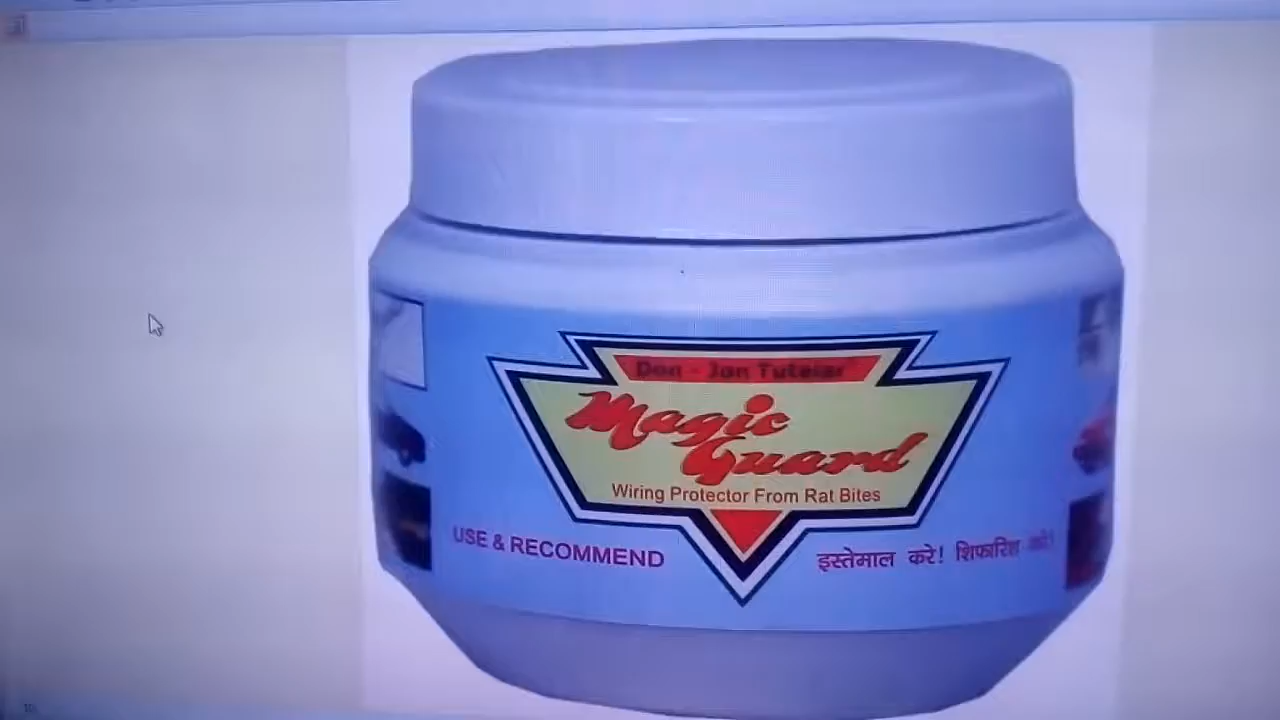 Don - Jon Tutelar
Magic
Guard
Wiring Protector From Rat Bites
USE & RECOMMEND
इस्तेमाल करे! शिफारिश करे!